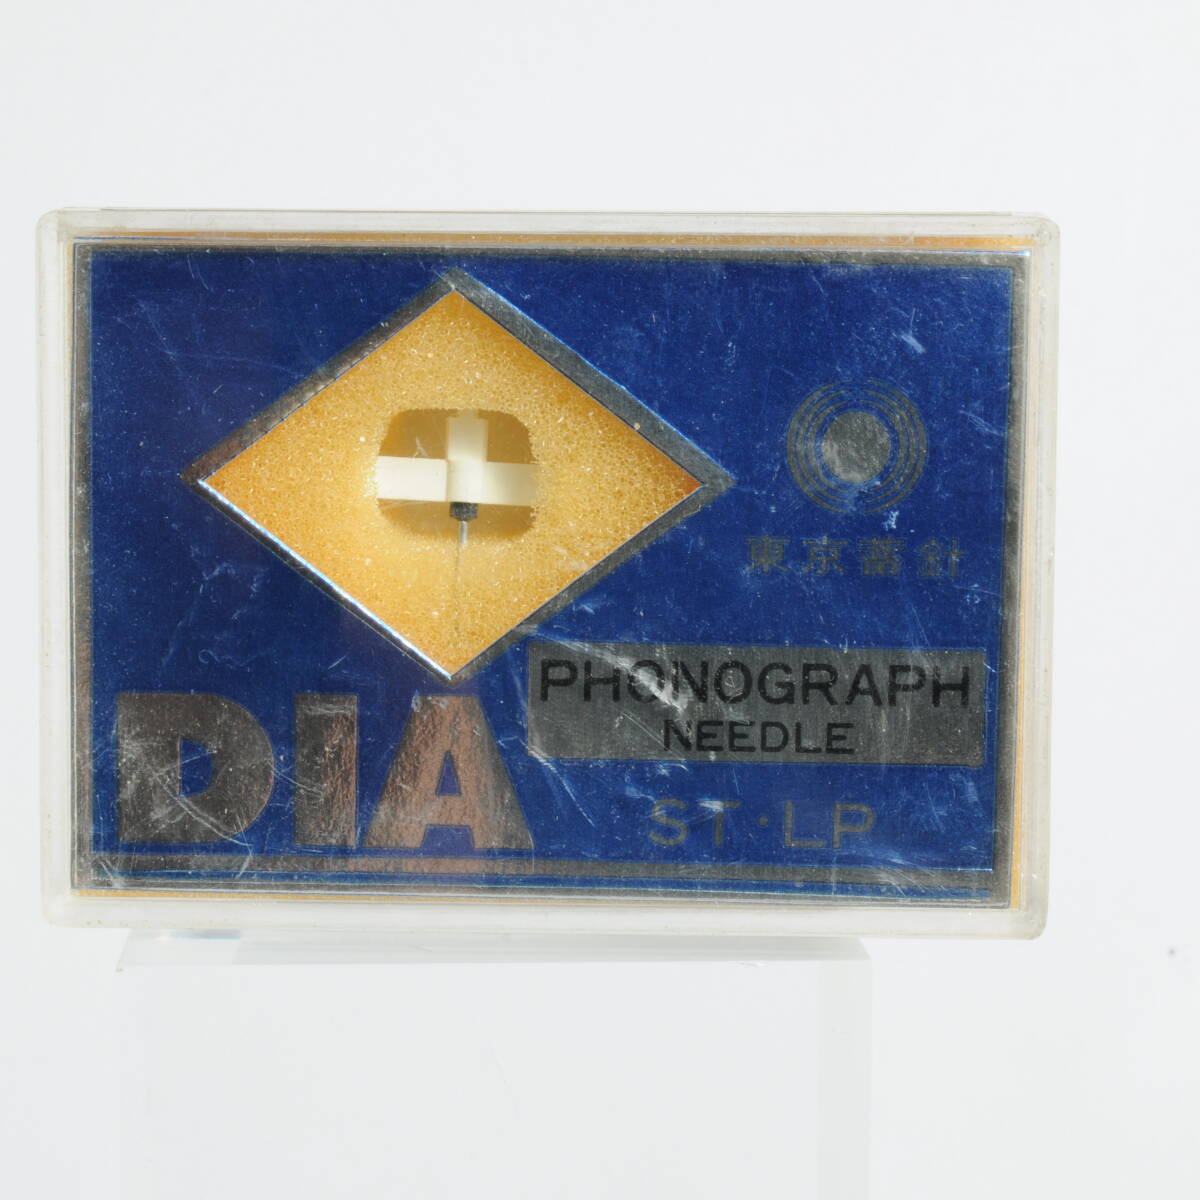 東京蓄針
PHONOGRAPH
NEEDLE
DIA
ST・LP